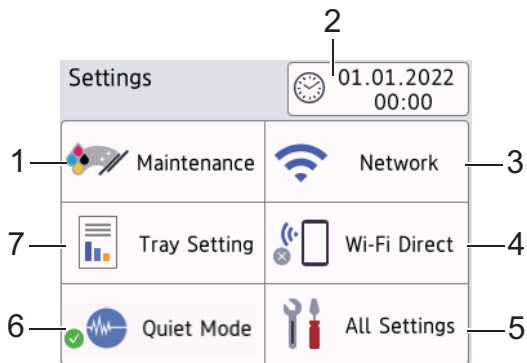 2
Settings
01.01.2022
00:00
1 Maintenance Network 3
7 Tray Setting Wi-Fi Direct 4
6 Quiet Mode All Settings 5